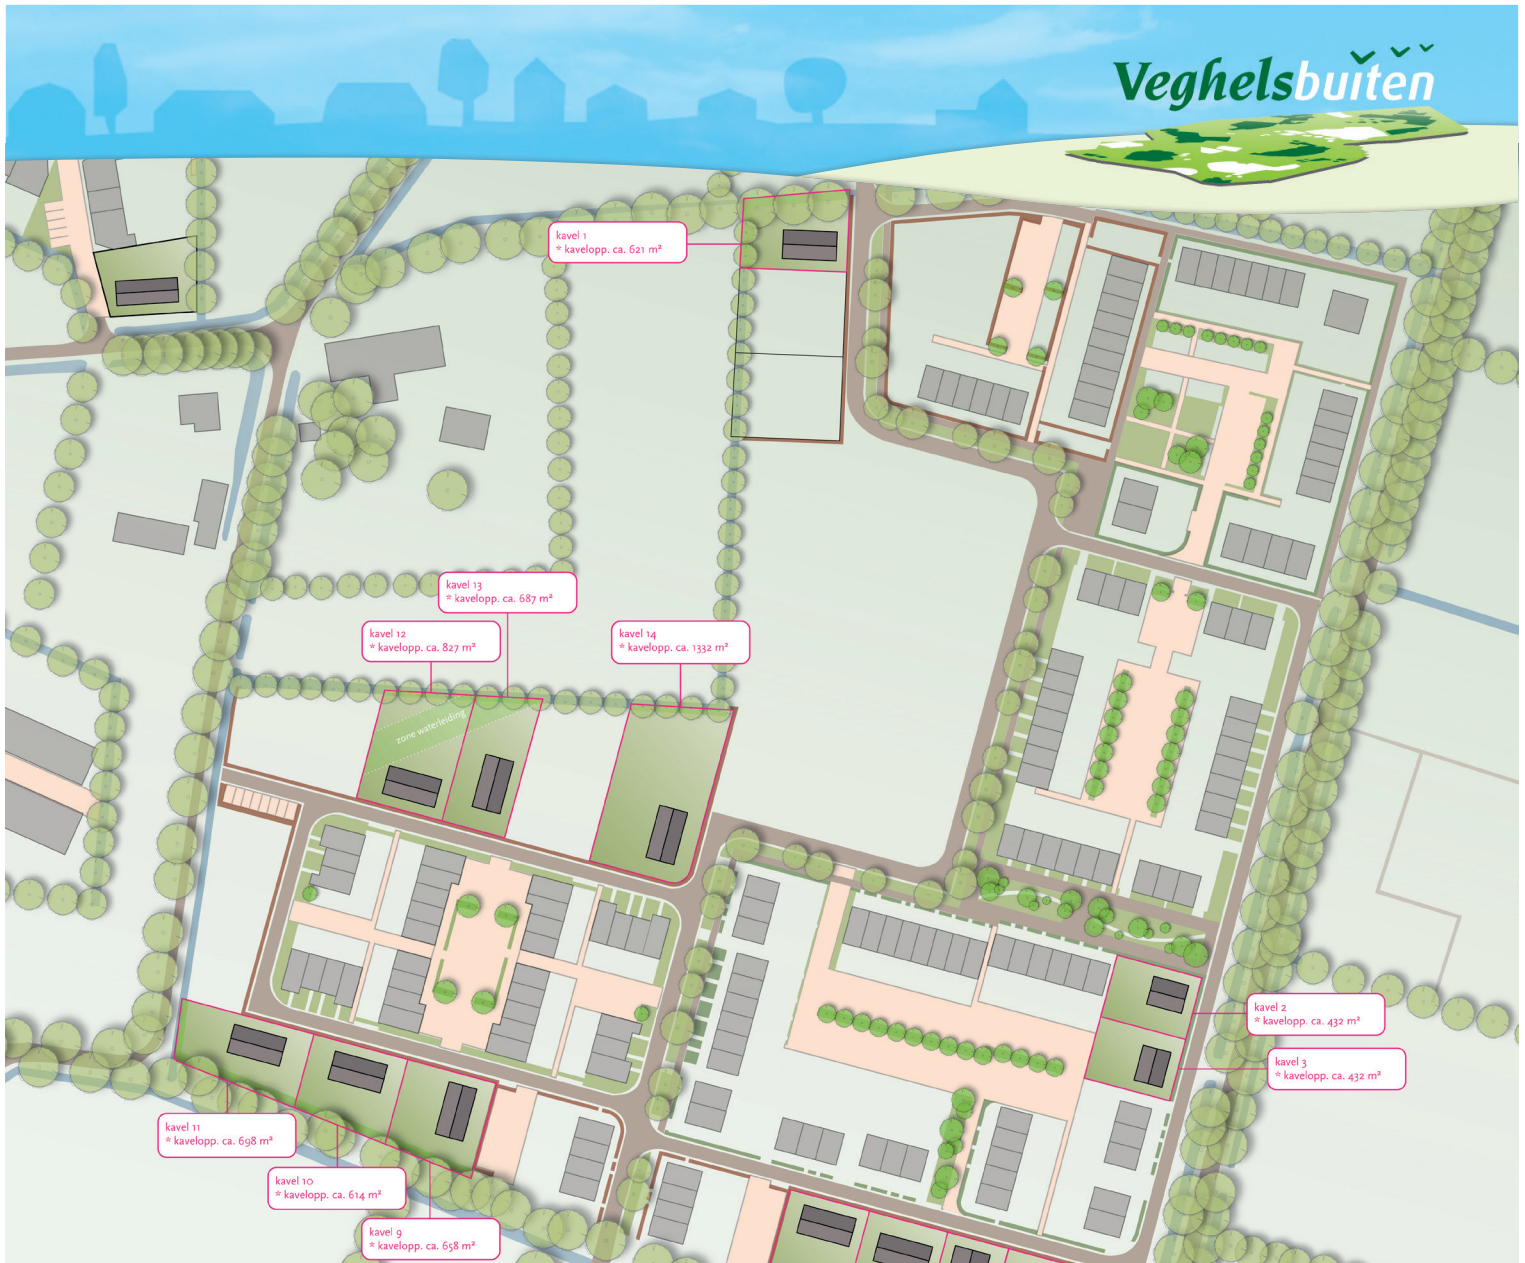 Veghelsbuiten
kavel 1
* kavelopp. ca. 621 m²
kavel 13
* kavelopp. ca. 687 m²
kavel 12
* kavelopp. ca. 827 m²
kavel 14
* kavelopp. ca. 1332 m²
zone waterleiding
kavel 2
* kavelopp. ca. 432 m²
kavel 3
* kavelopp. ca. 432 m²
kavel 11
* kavelopp. ca. 698 m²
kavel 10
* kavelopp. ca. 614 m²
kavel 9
* kavelopp. ca. 658 m²